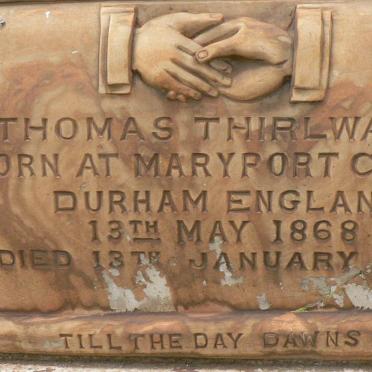 THOMAS THIRLWA
ORN AT MARYPORT C
DURHAM ENGLAN
13TH MAY 1868
DIED 13TH JANUARY
TILL THE DAY DAWNS